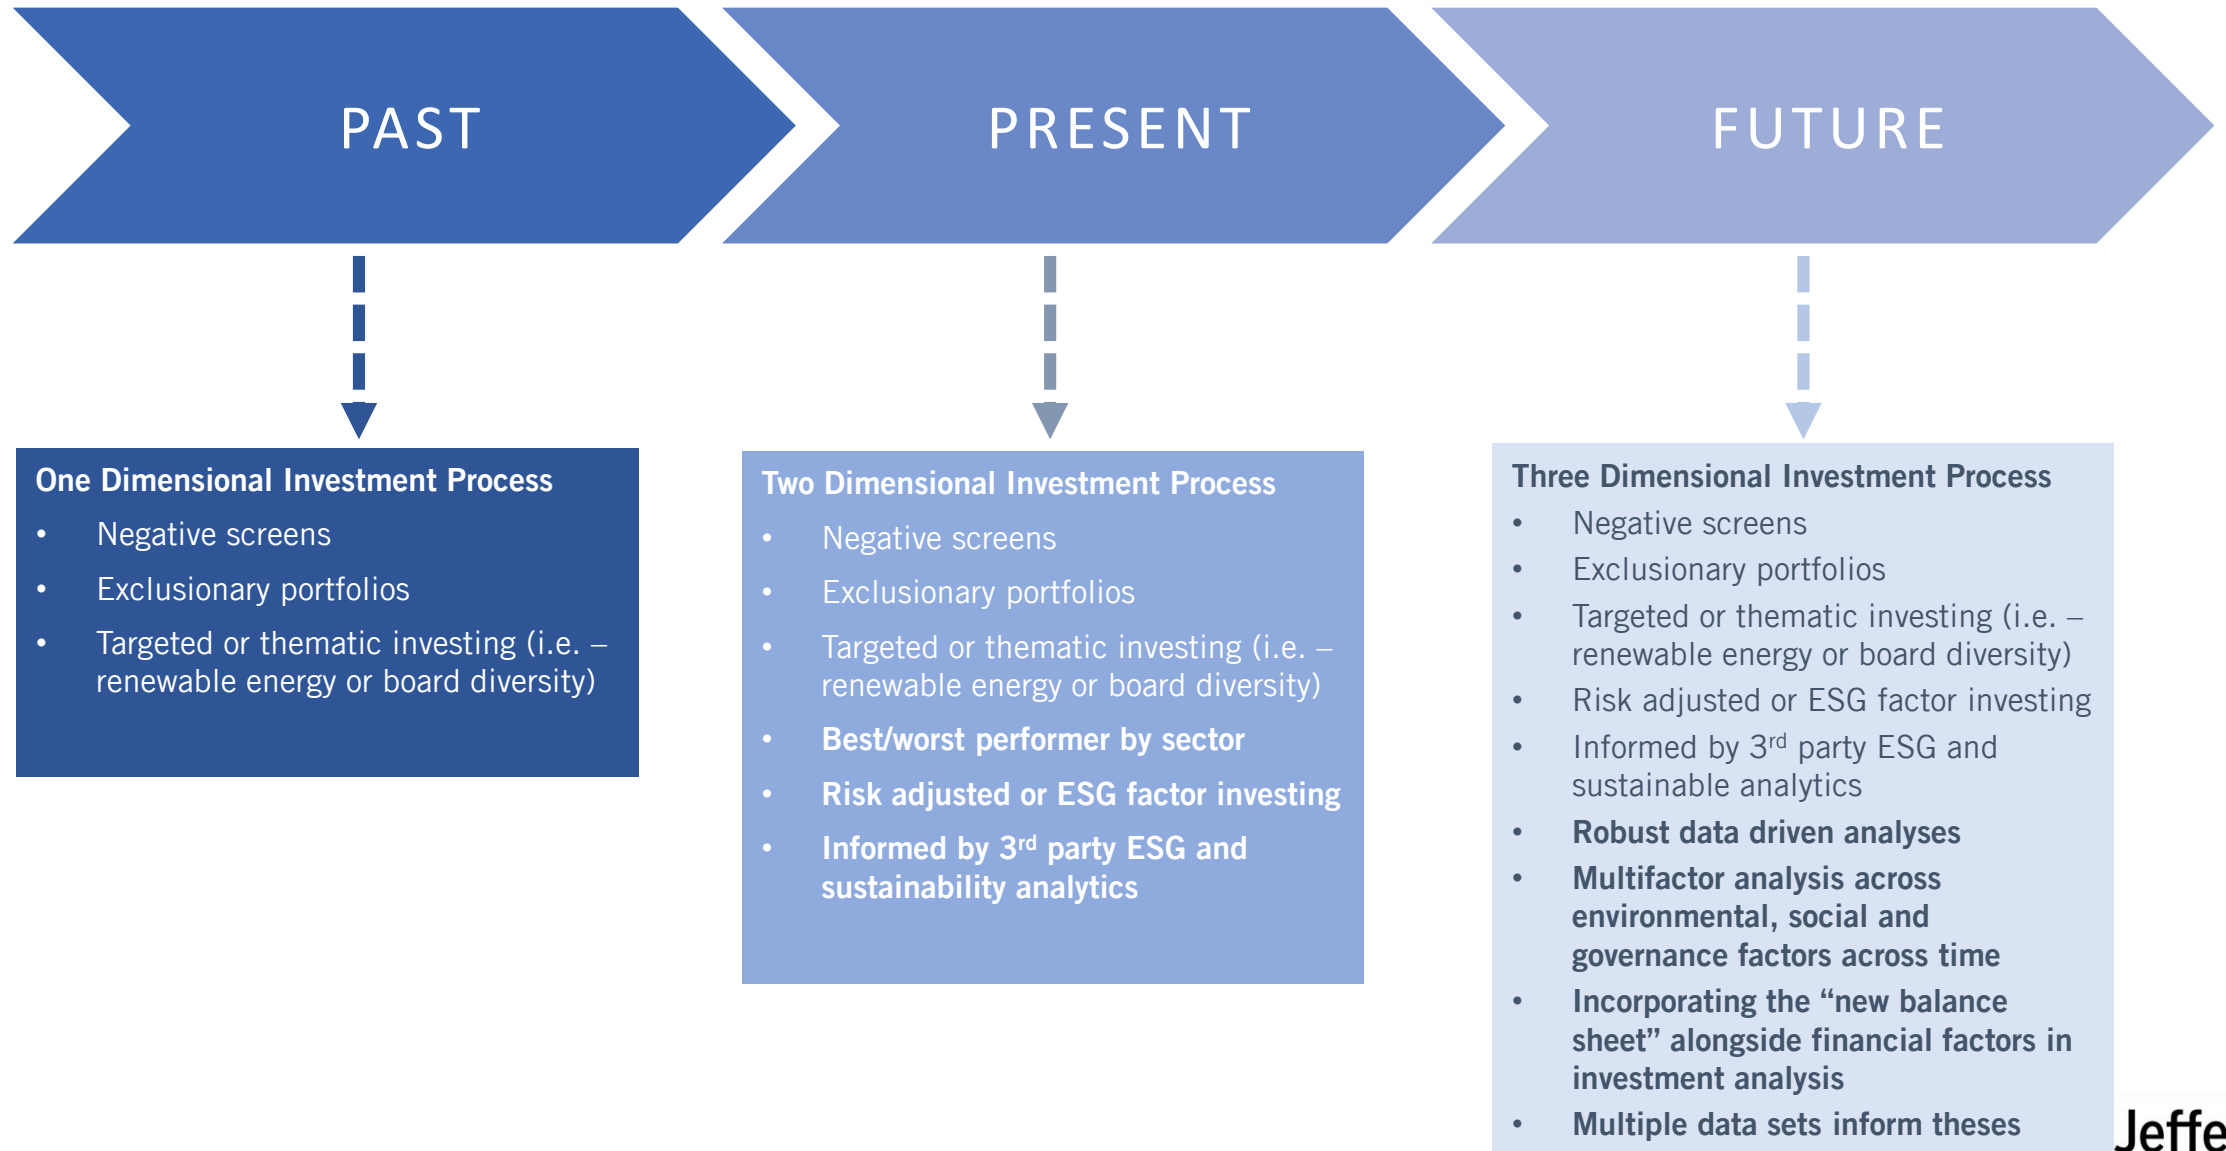 PAST
PRESENT
FUTURE
One Dimensional Investment Process
• Negative screens
• Exclusionary portfolios
• Targeted or thematic investing (i.e. –
renewable energy or board diversity)
Two Dimensional Investment Process
• Negative screens
• Exclusionary portfolios
• Targeted or thematic investing (i.e. –
renewable energy or board diversity)
• Best/worst performer by sector
• Risk adjusted or ESG factor investing
• Informed by 3rd party ESG and
sustainability analytics
Three Dimensional Investment Process
• Negative screens
• Exclusionary portfolios
• Targeted or thematic investing (i.e. –
renewable energy or board diversity)
• Risk adjusted or ESG factor investing
• Informed by 3rd party ESG and
sustainable analytics
• Robust data driven analyses
• Multifactor analysis across
environmental, social and
governance factors across time
• Incorporating the “new balance
sheet” alongside financial factors in
investment analysis
• Multiple data sets inform theses
Jeffe